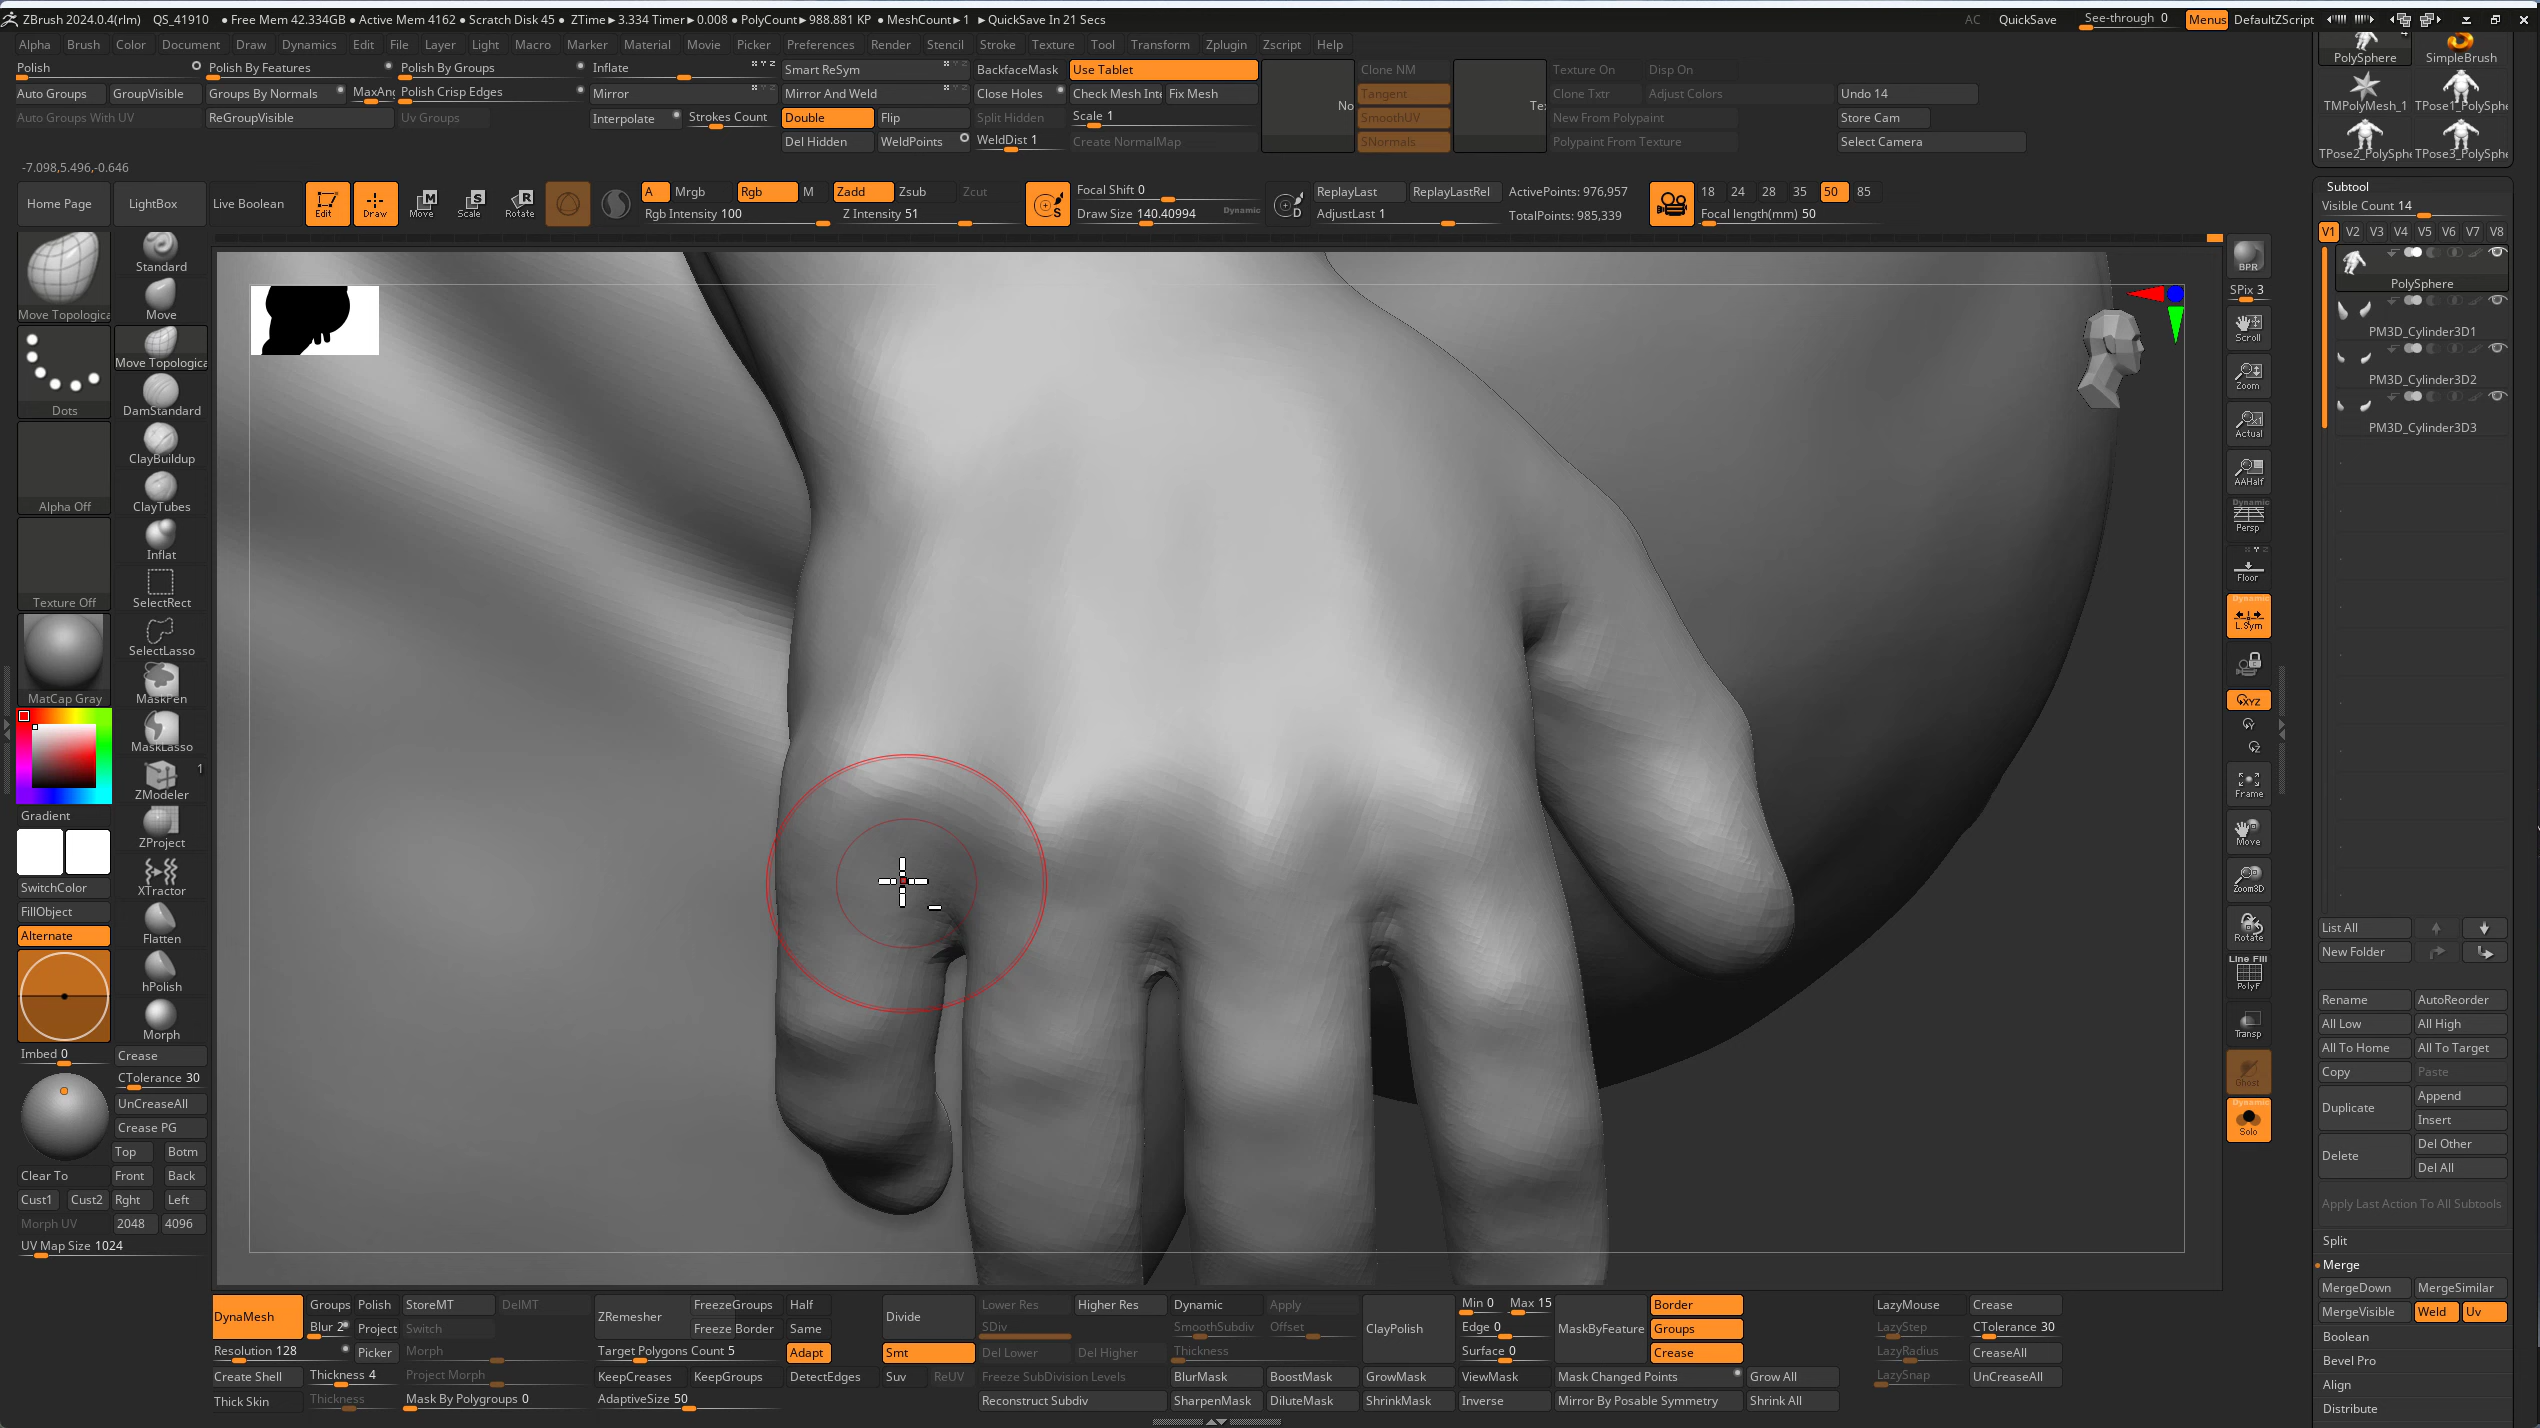 ZBrush 2024.0.4(rlm) QS_41910 ● Free Mem 42.334GB ● Active Mem 4162 ● Scratch Disk 45 ● ZTime►3.334 Timer►0.008 ● PolyCount►988.881 KP ● MeshCount►1 ►QuickSave In 21 Secs AC QuickSave See-through 0 Menus DefaultZScript
Alpha Brush Color Document Draw Dynamics Edit File Layer Light Macro Marker Material Movie Picker Preferences Render Stencil Stroke Texture Tool Transform Zplugin Zscript Help
Polish Polish By Features Polish By Groups Inflate Smart ReSym BackfaceMask Use Tablet Clone NM Texture On Disp On
Auto Groups GroupVisible Groups By Normals MaxAn Polish Crisp Edges Mirror Mirror And Weld Close Holes Check Mesh Inte Fix Mesh No Tangent Tex Clone Txtr Adjust Colors Undo 14
Auto Groups With UV ReGroupVisible Uv Groups Interpolate Strokes Count Double Flip Split Hidden Scale 1 SmoothUV New From Polypaint Store Cam
Del Hidden WeldPoints WeldDist 1 Create NormalMap SNormals Polypaint From Texture Select Camera
-7.098,5.496,-0.646
Home Page LightBox Live Boolean Edit Draw Move Scale Rotate A Mrgb Rgb M Zadd Zsub Zcut Focal Shift 0 ReplayLast ReplayLastRel ActivePoints: 976,957 18 24 28 35 50 85
Rgb Intensity 100 Z Intensity 51 Draw Size 140.40994 Dynamic AdjustLast 1 TotalPoints: 985,339 Focal length(mm) 50
4
PolySphere SimpleBrush
TMPolyMesh_1 TPose1_PolySphe
TPose2_PolySphe TPose3_PolySphe
Subtool
Visible Count 14
V1 V2 V3 V4 V5 V6 V7 V8
PolySphere
PM3D_Cylinder3D1
PM3D_Cylinder3D2
PM3D_Cylinder3D3
List All
New Folder
Rename AutoReorder
All Low All High
All To Home All To Target
Copy Paste
Duplicate Append
Insert
Delete Del Other
Del All
Apply Last Action To All Subtools
Split
Merge
MergeDown MergeSimilar
MergeVisible Weld Uv
Boolean
Bevel Pro
Align
Distribute
Move Topologica
Dots
Alpha Off
Texture Off
MatCap Gray
Gradient
SwitchColor
FillObject
Alternate
Imbed 0
Standard
Move
Move Topologica
DamStandard
ClayBuildup
ClayTubes
Inflat
SelectRect
SelectLasso
MaskPen
MaskLasso
1
ZModeler
ZProject
XTractor
Flatten
hPolish
Morph
Crease
CTolerance 30
UnCreaseAll
Crease PG
Top Botm
Clear To Front Back
Cust1 Cust2 Rght Left
Morph UV 2048 4096
UV Map Size 1024
BPR
SPix 3
Scroll
Zoom
Actual
AAHalf
Dynamic
Persp
Floor
Dynamic
L.Sym
XYZ
Frame
Move
Zoom3D
Rotate
Line Fill
PolyF
Transp
Ghost
Dynamic
Solo
DynaMesh Groups Polish StoreMT DelMT ZRemesher FreezeGroups Half Divide Lower Res Higher Res Dynamic Apply ClayPolish Min 0 Max 15 MaskByFeature Border LazyMouse Crease
Blur 2 Project Switch Freeze Border Same SDiv SmoothSubdiv Offset Edge 0 Groups LazyStep CTolerance 30
Resolution 128 Picker Morph Target Polygons Count 5 Adapt Smt Del Lower Del Higher Thickness Surface 0 Crease LazyRadius CreaseAll
Create Shell Thickness 4 Project Morph KeepCreases KeepGroups DetectEdges Suv ReUV Freeze SubDivision Levels BlurMask BoostMask GrowMask ViewMask Mask Changed Points Grow All LazySnap UnCreaseAll
Thick Skin Thickness Mask By Polygroups 0 AdaptiveSize 50 Reconstruct Subdiv SharpenMask DiluteMask ShrinkMask Inverse Mirror By Posable Symmetry Shrink All